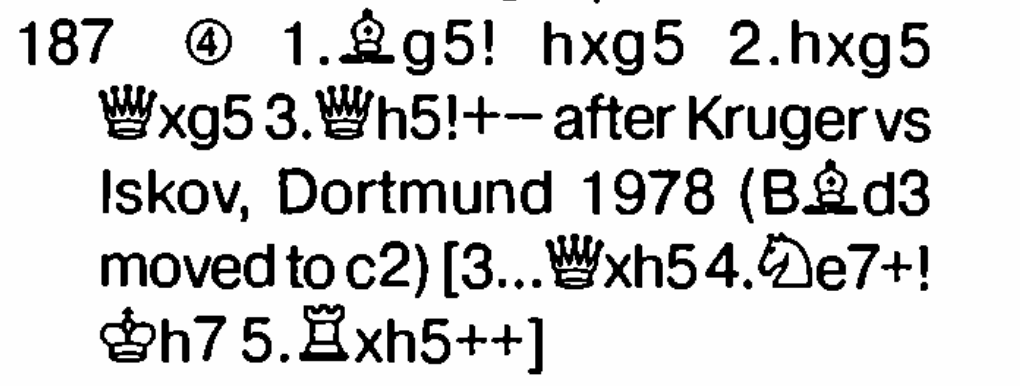 187 ④ 1.♗g5! hxg5 2.hxg5
♕xg5 3.♕h5!+− after Kruger vs
Iskov, Dortmund 1978 (B♗d3
moved to c2) [3...♕xh5 4.♘e7+!
♔h7 5.♖xh5++]